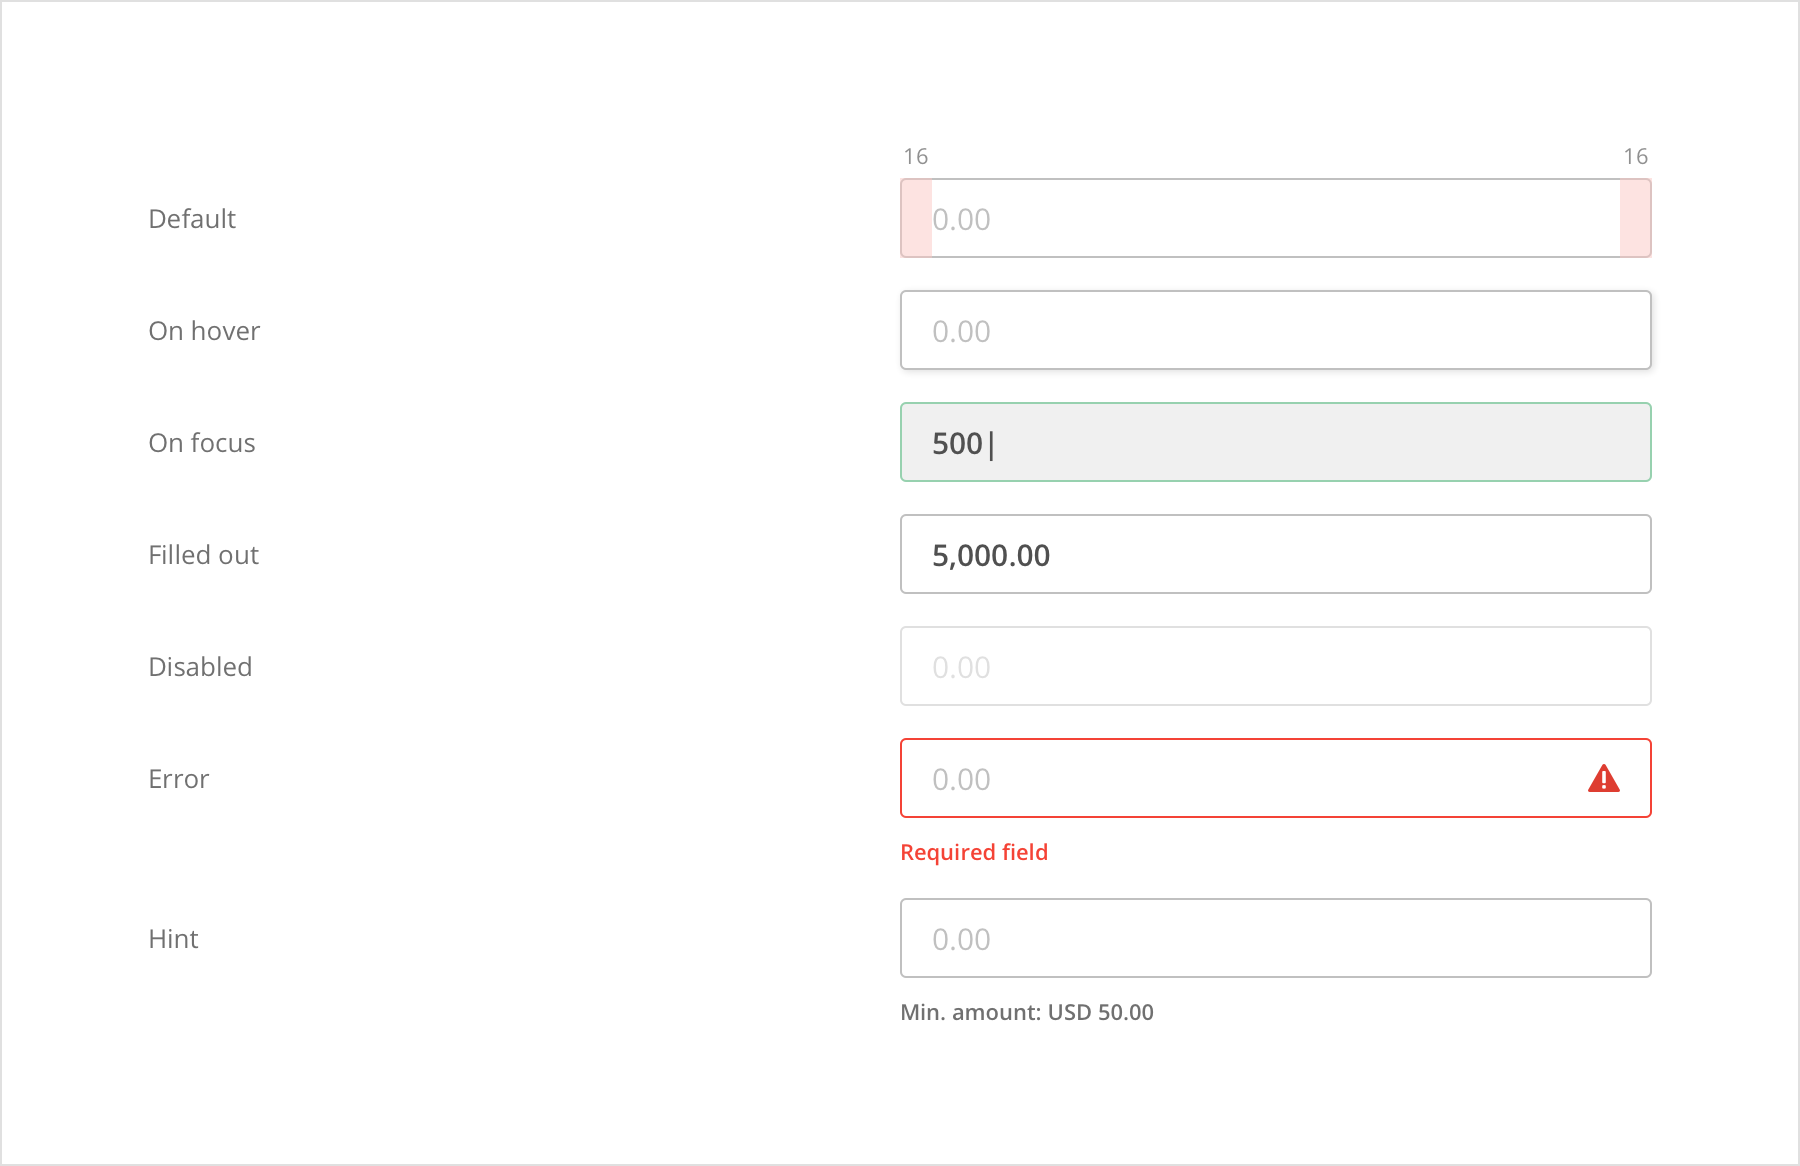 16 16
Default 0.00
On hover 0.00
On focus 500
Filled out 5,000.00
Disabled 0.00
Error 0.00
Required field
Hint 0.00
Min. amount: USD 50.00